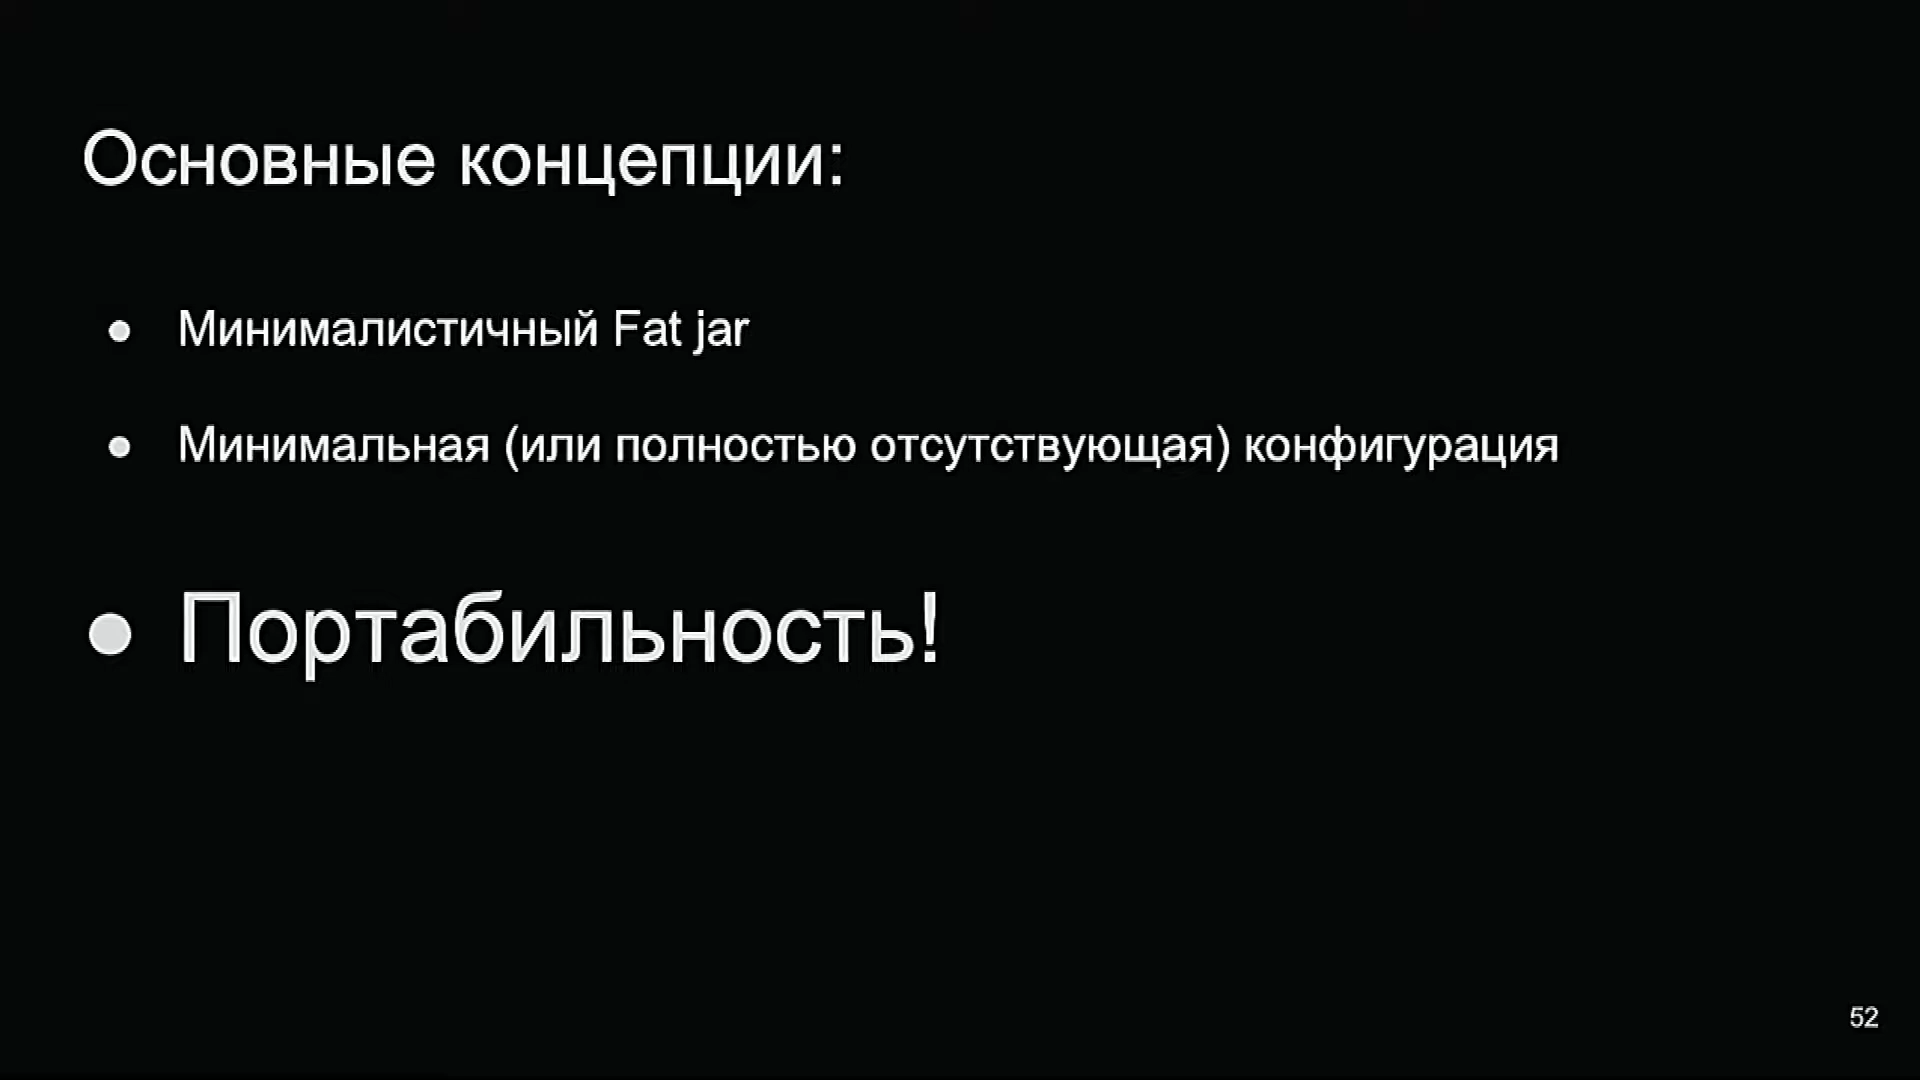 Основные концепции:
● Минималистичный Fat jar
● Минимальная (или полностью отсутствующая) конфигурация
● Портабильность!
52